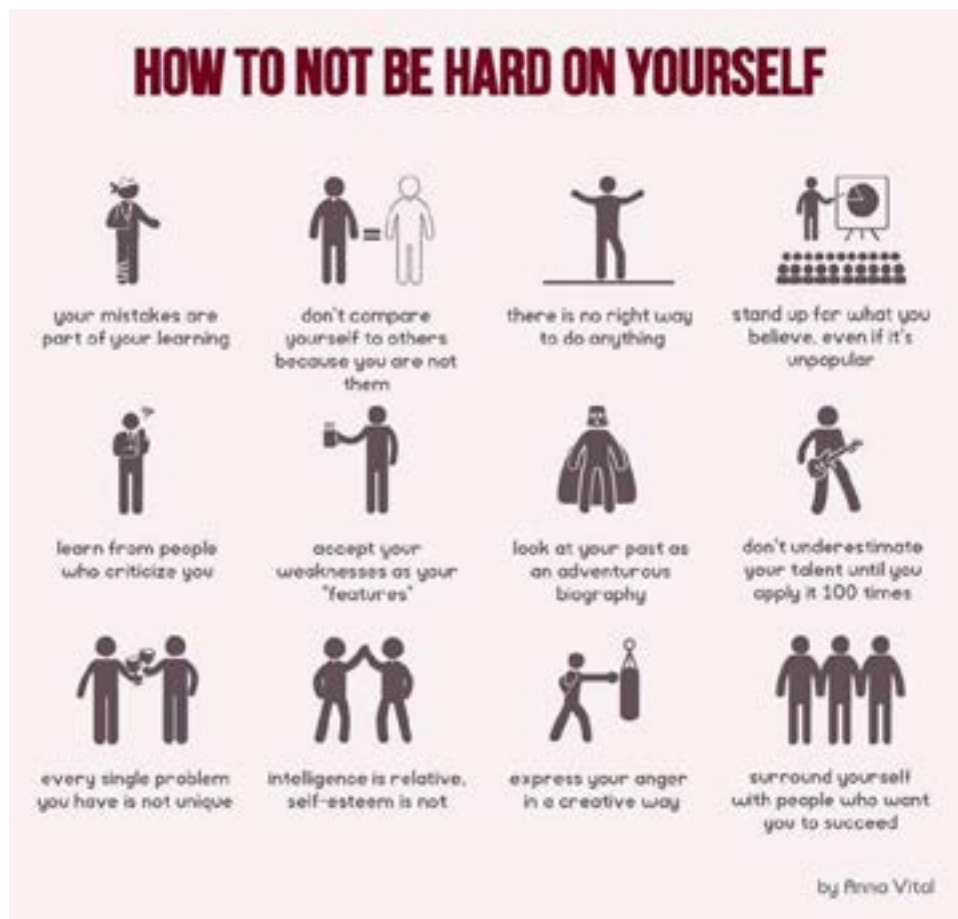 HOW TO NOT BE HARD ON YOURSELF
your mistakes are
part of your learning
don't compare
yourself to others
because you are not
them
there is no right way
to do anything
stand up for what you
believe, even if it's
unpopular
learn from people
who criticize you
accept your
weaknesses as your
"features"
look at your past as
an adventurous
biography
don't underestimate
your talent until you
apply it 100 times
every single problem
you have is not unique
intelligence is relative,
self-esteem is not
express your anger
in a creative way
surround yourself
with people who want
you to succeed
by Anna Vital